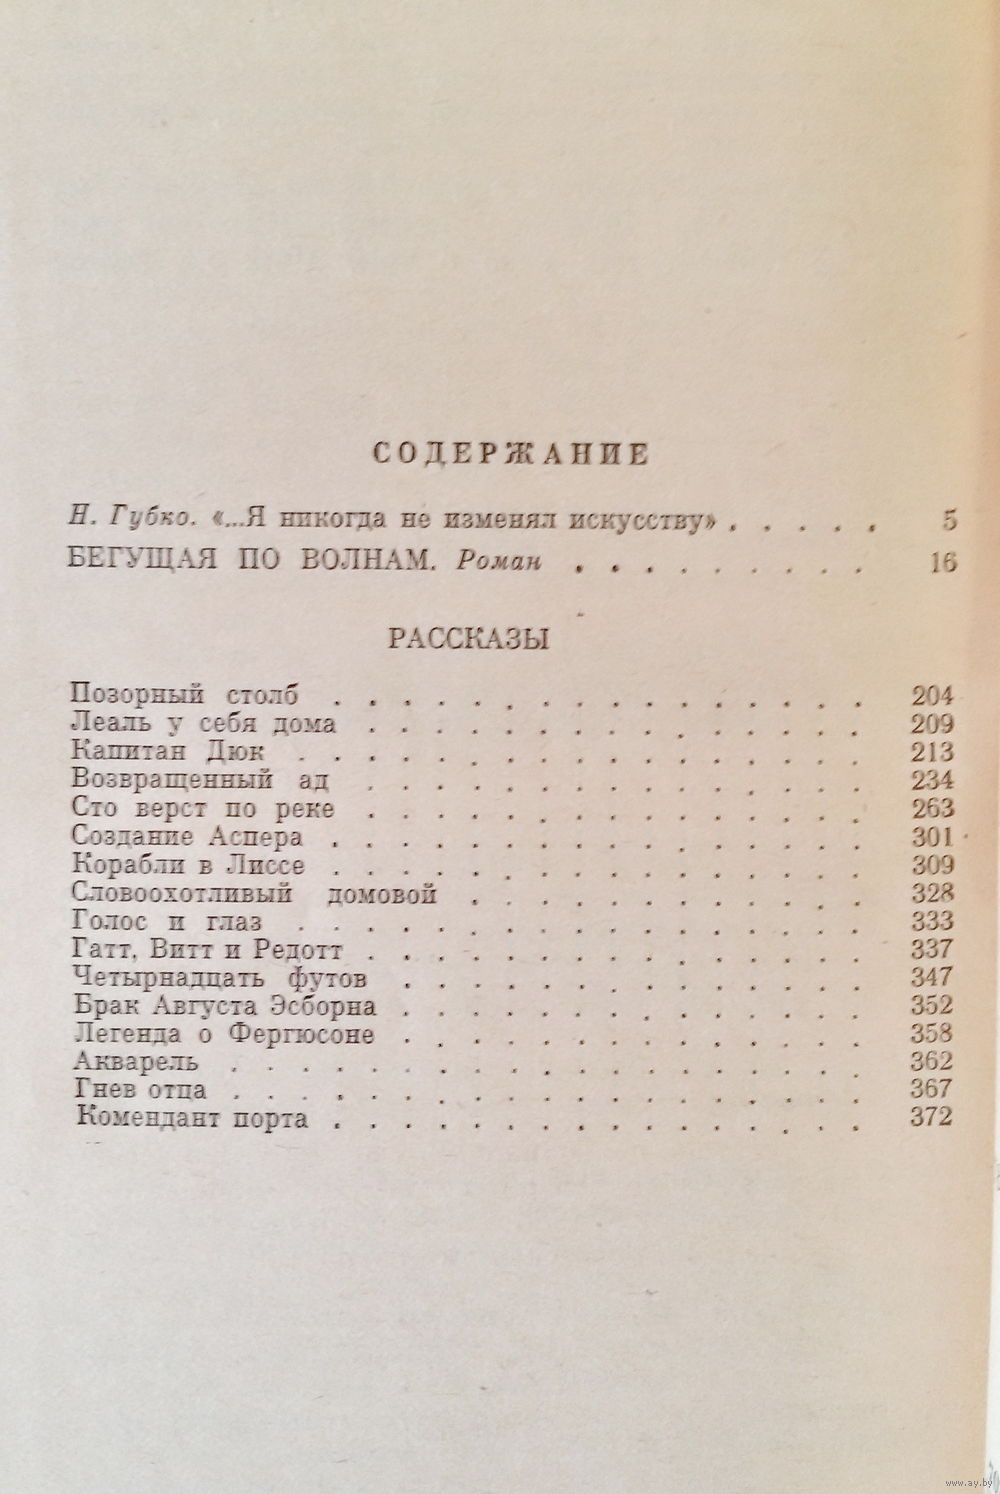 СОДЕРЖАНИЕ
Н. Губко. «...Я никогда не изменял искусству» . . . . . 5
БЕГУЩАЯ ПО ВОЛНАМ. Роман . . . . . . . . . 16
РАССКАЗЫ
Позорный столб . . . . . . . . . . . . . . . 204
Леаль у себя дома . . . . . . . . . . . . . . 209
Капитан Дюк . . . . . . . . . . . . . . . . 213
Возвращенный ад . . . . . . . . . . . . . . 234
Сто верст по реке . . . . . . . . . . . . . . 263
Создание Аспера . . . . . . . . . . . . . . . 301
Корабли в Лиссе . . . . . . . . . . . . . . . 309
Словоохотливый домовой . . . . . . . . . . . 328
Голос и глаз . . . . . . . . . . . . . . . . 333
Гатт, Витт и Редотт . . . . . . . . . . . . . . 337
Четырнадцать футов . . . . . . . . . . . . . 347
Брак Августа Эсборна . . . . . . . . . . . . . 352
Легенда о Фергюсоне . . . . . . . . . . . . . 358
Акварель . . . . . . . . . . . . . . . . . . 362
Гнев отца . . . . . . . . . . . . . . . . . . 367
Комендант порта . . . . . . . . . . . . . . . 372
www.ay.by